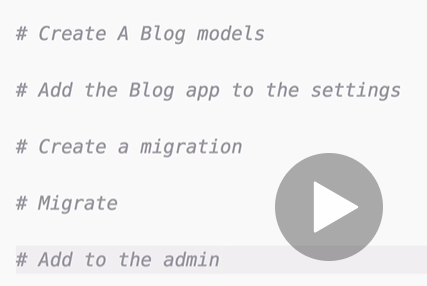 # Create A Blog models
# Add the Blog app to the settings
# Create a migration
# Migrate
# Add to the admin